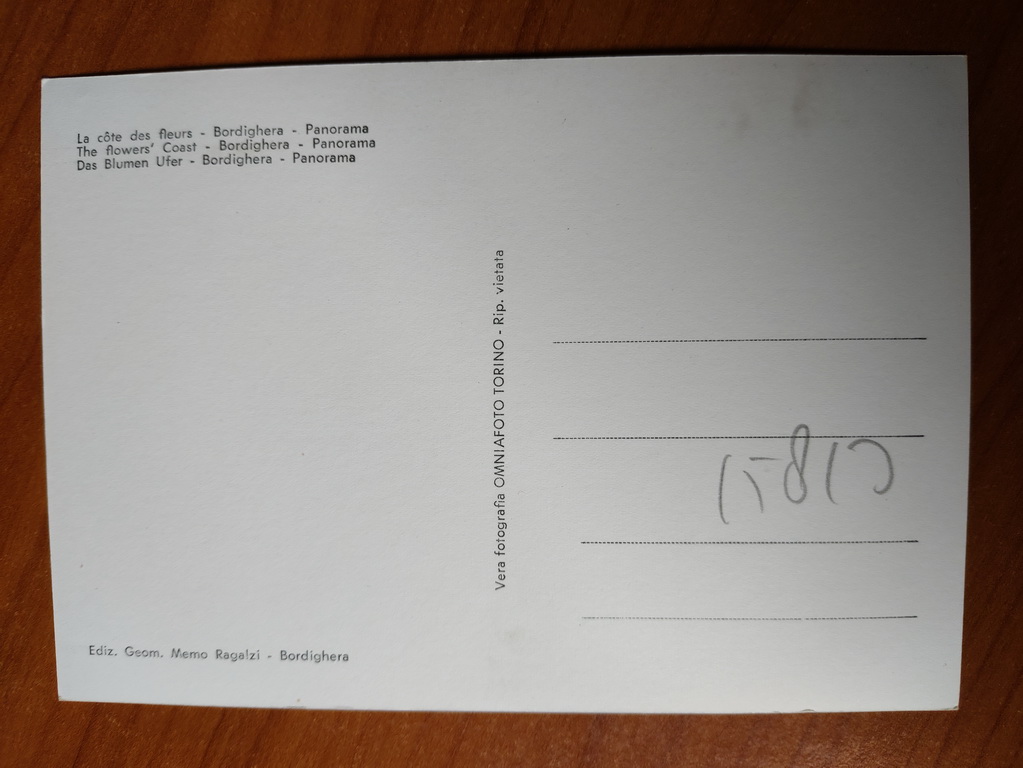 La côte des fleurs - Bordighera - Panorama
The flowers' Coast - Bordighera - Panorama
Das Blumen Ufer - Bordighera - Panorama
Vera fotografia OMNIAFOTO TORINO - Rip. vietata
Ediz. Geom. Memo Ragalzi - Bordighera